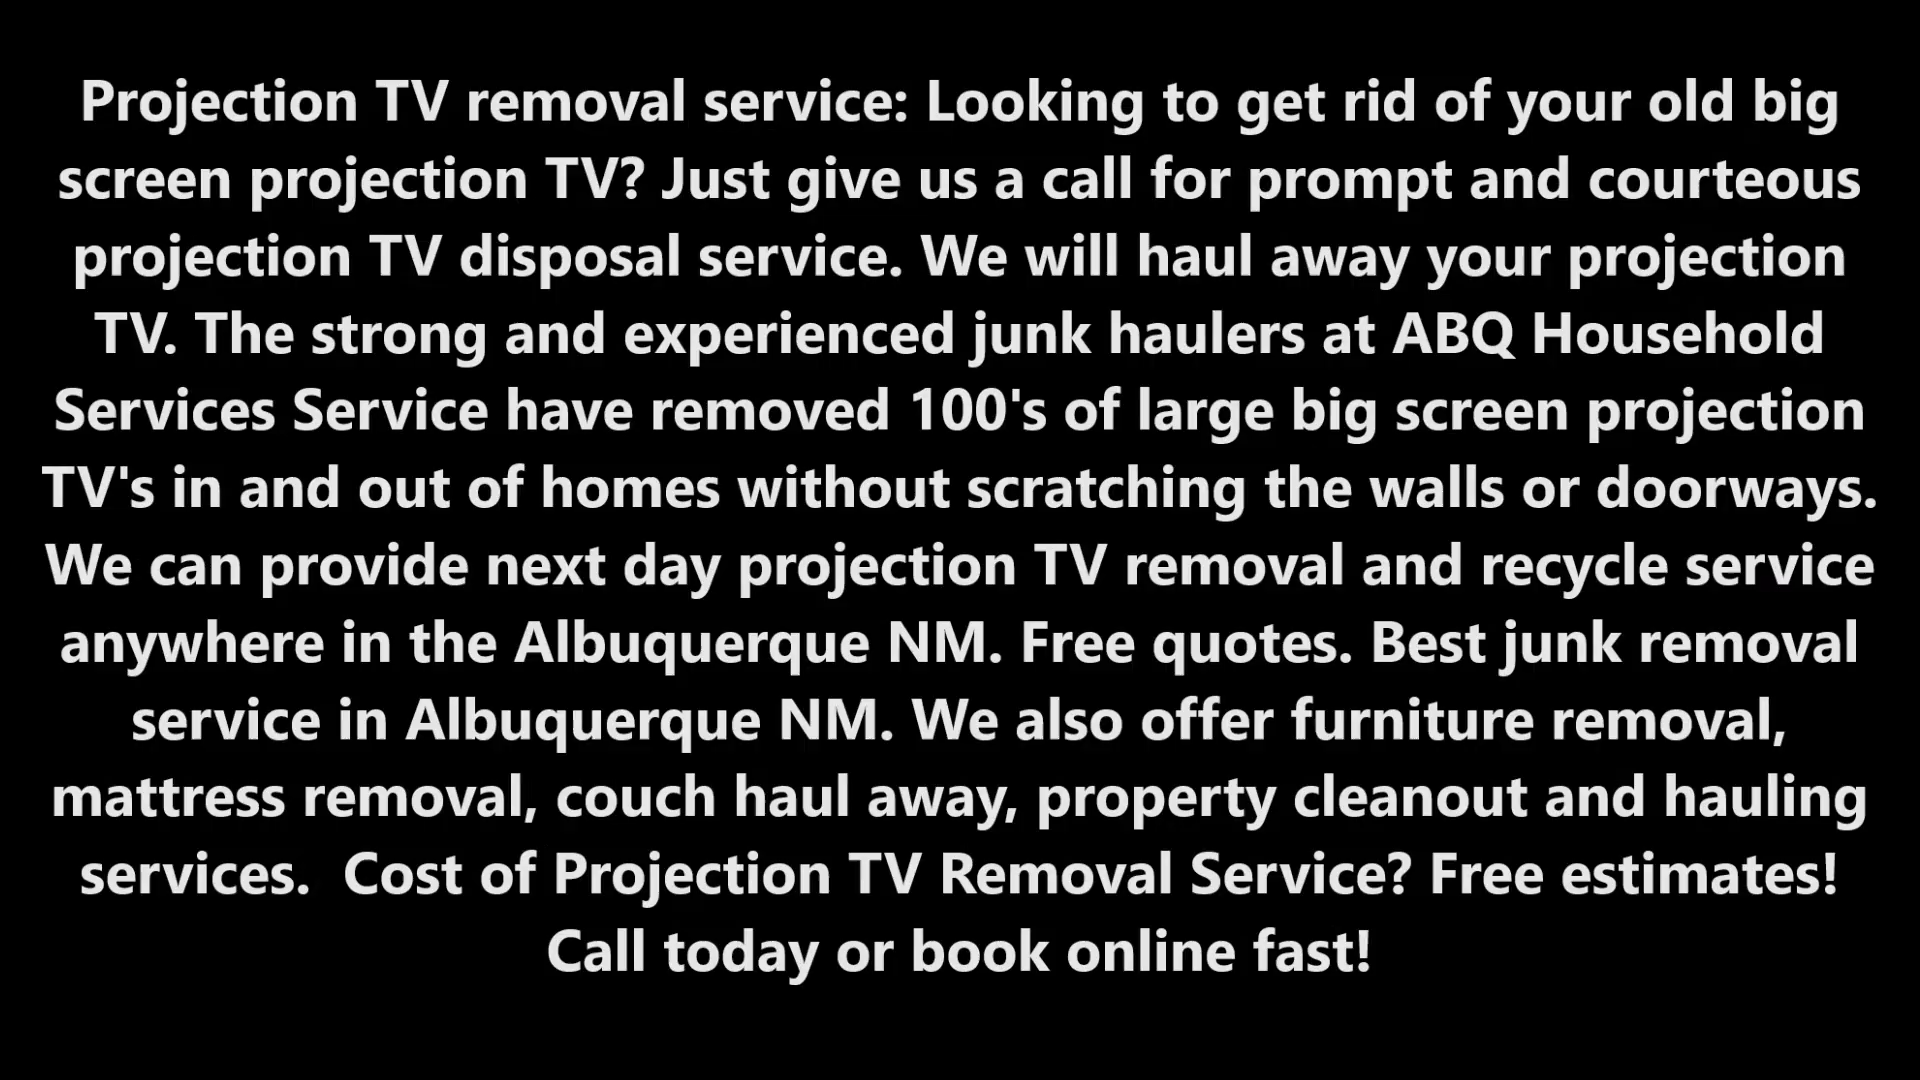 Projection TV removal service: Looking to get rid of your old big
screen projection TV? Just give us a call for prompt and courteous
projection TV disposal service. We will haul away your projection
TV. The strong and experienced junk haulers at ABQ Household
Services Service have removed 100's of large big screen projection
TV's in and out of homes without scratching the walls or doorways.
We can provide next day projection TV removal and recycle service
anywhere in the Albuquerque NM. Free quotes. Best junk removal
service in Albuquerque NM. We also offer furniture removal,
mattress removal, couch haul away, property cleanout and hauling
services.  Cost of Projection TV Removal Service? Free estimates!
Call today or book online fast!